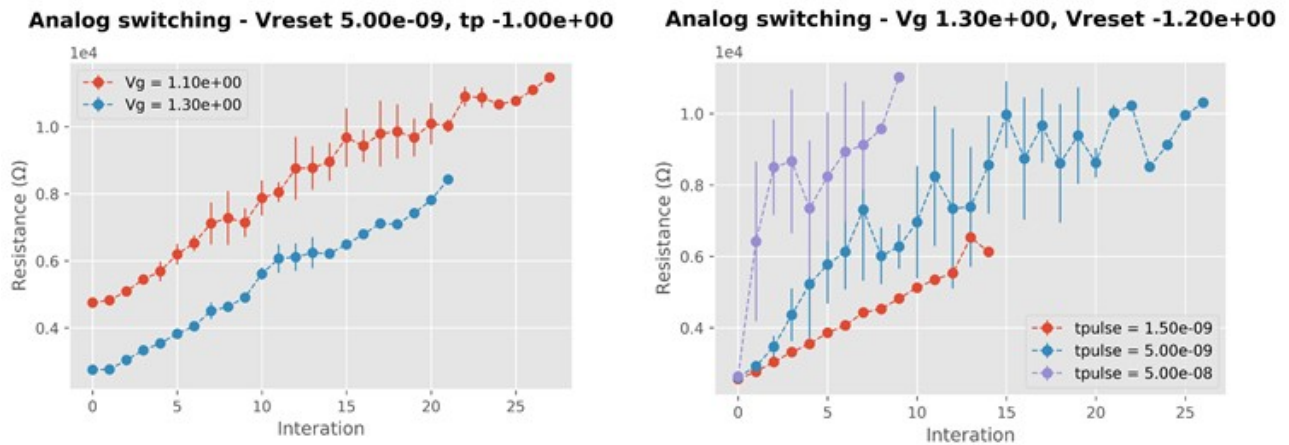 Analog switching - Vreset 5.00e-09, tp -1.00e+00
1e4
Vg = 1.10e+00
Vg = 1.30e+00
1.0
0.8
0.6
0.4
Resistance (Ω)
0 5 10 15 20 25
Interation
Analog switching - Vg 1.30e+00, Vreset -1.20e+00
1e4
1.0
0.8
0.6
0.4
Resistance (Ω)
tpulse = 1.50e-09
tpulse = 5.00e-09
tpulse = 5.00e-08
0 5 10 15 20 25
Interation